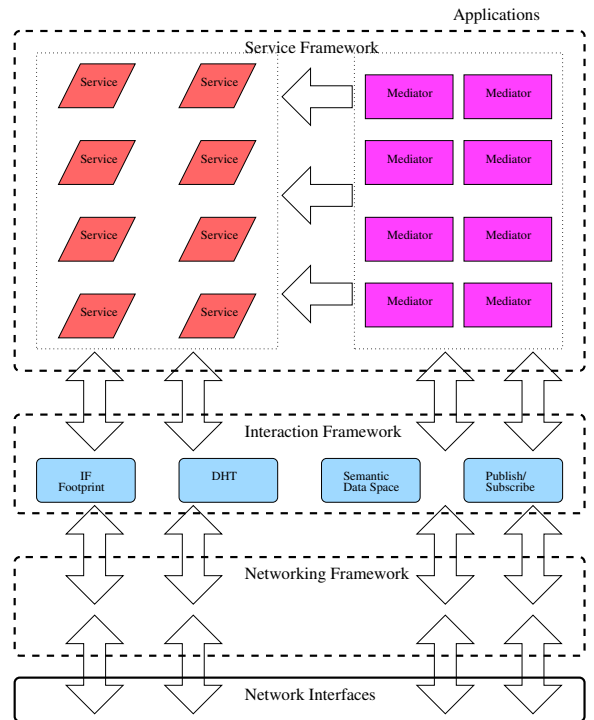 Applications
Service Framework
Service Service Mediator Mediator
Service Service Mediator Mediator
Service Service Mediator Mediator
Service Service Mediator Mediator
Interaction Framework
IF
Footprint
DHT
Semantic
Data Space
Publish/
Subscribe
Networking Framework
Network Interfaces